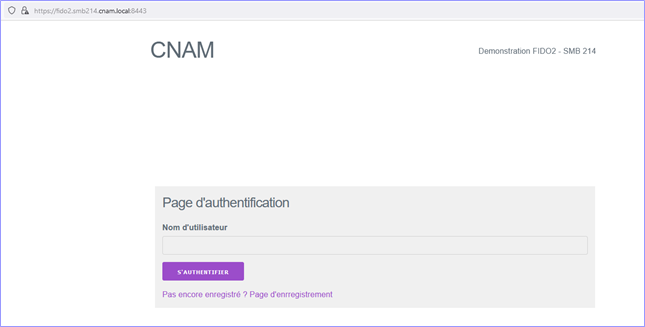 https://fido2.smb214.cnam.local:8443
CNAM
Demonstration FIDO2 - SMB 214
Page d'authentification
Nom d'utilisateur
S'AUTHENTIFIER
Pas encore enregistré ? Page d'enrregistrement